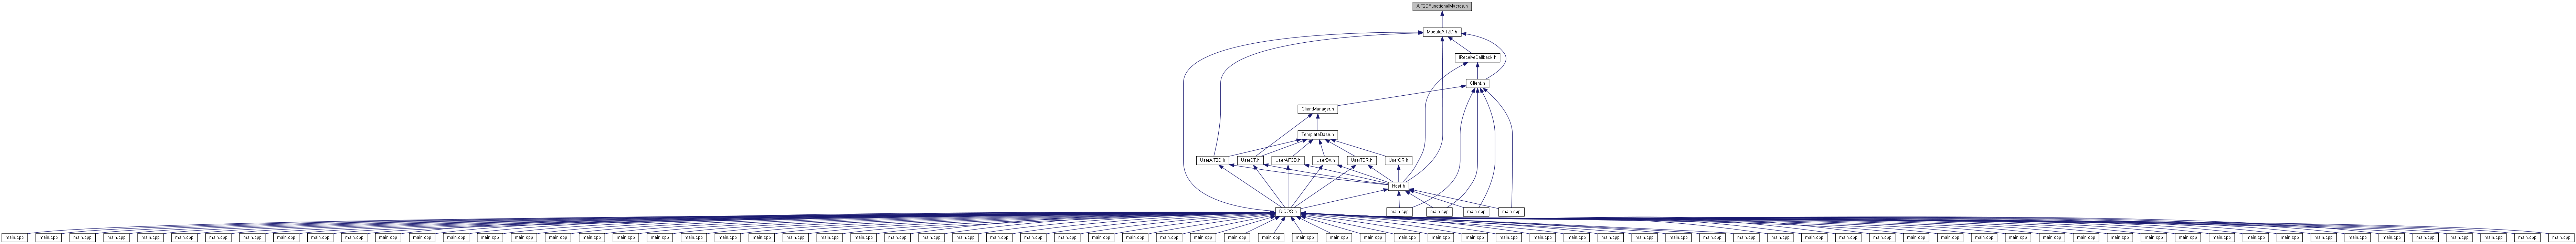 AIT2DFunctionalMacros.h
ModuleAIT2D.h
IReceiveCallback.h
Client.h
ClientManager.h
TemplateBase.h
UserAIT2D.h UserCT.h UserAIT3D.h UserDX.h UserTDR.h UserQR.h
Host.h
DICOS.h main.cpp main.cpp main.cpp main.cpp
main.cpp main.cpp main.cpp main.cpp main.cpp main.cpp main.cpp main.cpp main.cpp main.cpp main.cpp main.cpp main.cpp main.cpp main.cpp main.cpp main.cpp main.cpp main.cpp main.cpp main.cpp main.cpp main.cpp main.cpp main.cpp main.cpp main.cpp main.cpp main.cpp main.cpp main.cpp main.cpp main.cpp main.cpp main.cpp main.cpp main.cpp main.cpp main.cpp main.cpp main.cpp main.cpp main.cpp main.cpp main.cpp main.cpp main.cpp main.cpp main.cpp main.cpp main.cpp main.cpp main.cpp main.cpp main.cpp main.cpp main.cpp main.cpp main.cpp main.cpp main.cpp main.cpp main.cpp main.cpp main.cpp main.cpp main.cpp main.cpp main.cpp main.cpp main.cpp main.cpp main.cpp main.cpp main.cpp main.cpp